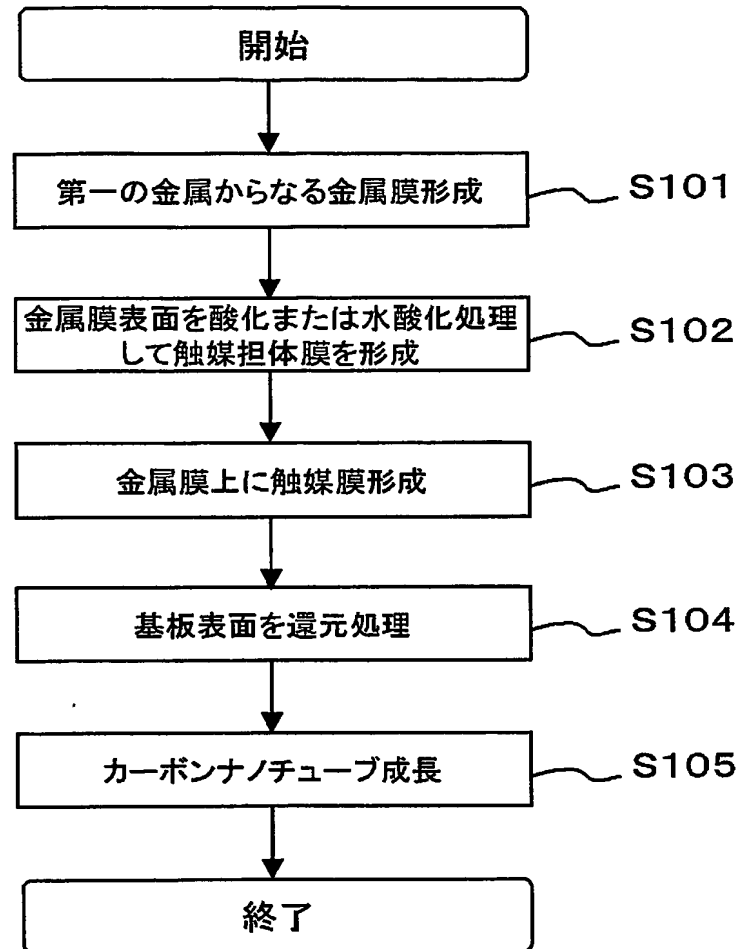 開始
第一の金属からなる金属膜形成
S101
金属膜表面を酸化または水酸化処理
して触媒担体膜を形成
S102
金属膜上に触媒膜形成
S103
基板表面を還元処理
S104
カーボンナノチューブ成長
S105
終了